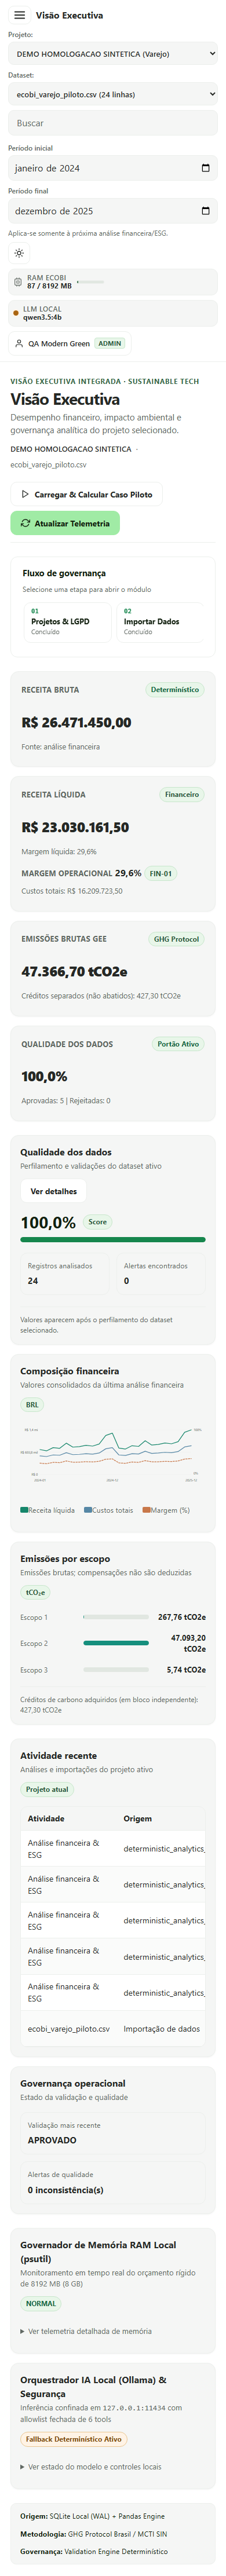 Visão Executiva
Projeto:
DEMO HOMOLOGACAO SINTETICA (Varejo)
Dataset:
ecobi_varejo_piloto.csv (24 linhas)
Buscar
Período inicial
janeiro de 2024
Período final
dezembro de 2025
Aplica-se somente à próxima análise financeira/ESG.
RAM ECOBI
87 / 8192 MB
LLM LOCAL
qwen3.5:4b
QA Modern Green ADMIN
VISÃO EXECUTIVA INTEGRADA · SUSTAINABLE TECH
Visão Executiva
Desempenho financeiro, impacto ambiental e
governança analítica do projeto selecionado.
DEMO HOMOLOGACAO SINTETICA ·
ecobi_varejo_piloto.csv
Carregar & Calcular Caso Piloto
Atualizar Telemetria
Fluxo de governança
Selecione uma etapa para abrir o módulo
01
Projetos & LGPD
Concluído
02
Importar Dados
Concluído
RECEITA BRUTA Determinístico
R$ 26.471.450,00
Fonte: análise financeira
RECEITA LÍQUIDA Financeiro
R$ 23.030.161,50
Margem líquida: 29,6%
MARGEM OPERACIONAL 29,6% FIN-01
Custos totais: R$ 16.209.723,50
EMISSÕES BRUTAS GEE GHG Protocol
47.366,70 tCO2e
Créditos separados (não abatidos): 427,30 tCO2e
QUALIDADE DOS DADOS Portão Ativo
100,0%
Aprovadas: 5 | Rejeitadas: 0
Qualidade dos dados
Perfilamento e validações do dataset ativo
Ver detalhes
100,0% Score
Registros analisados
24
Alertas encontrados
0
Valores aparecem após o perfilamento do dataset
selecionado.
Composição financeira
Valores consolidados da última análise financeira
BRL
Receita líquida Custos totais Margem (%)
Emissões por escopo
Emissões brutas; compensações não são deduzidas
tCO₂e
Escopo 1 267,76 tCO2e
Escopo 2 47.093,20
tCO2e
Escopo 3 5,74 tCO2e
Créditos de carbono adquiridos (em bloco independente):
427,30 tCO2e
Atividade recente
Análises e importações do projeto ativo
Projeto atual
Atividade Origem
Análise financeira &
ESG deterministic_analytics_
Análise financeira &
ESG deterministic_analytics_
Análise financeira &
ESG deterministic_analytics_
Análise financeira &
ESG deterministic_analytics_
Análise financeira &
ESG deterministic_analytics_
ecobi_varejo_piloto.csv Importação de dados
Governança operacional
Estado da validação e qualidade
Validação mais recente
APROVADO
Alertas de qualidade
0 inconsistência(s)
Governador de Memória RAM Local
(psutil)
Monitoramento em tempo real do orçamento rígido
de 8192 MB (8 GB)
NORMAL
Ver telemetria detalhada de memória
Orquestrador IA Local (Ollama) &
Segurança
Inferência confinada em 127.0.0.1:11434 com
allowlist fechada de 6 tools
Fallback Determinístico Ativo
Ver estado do modelo e controles locais
Origem: SQLite Local (WAL) + Pandas Engine
Metodologia: GHG Protocol Brasil / MCTI SIN
Governança: Validation Engine Determinístico